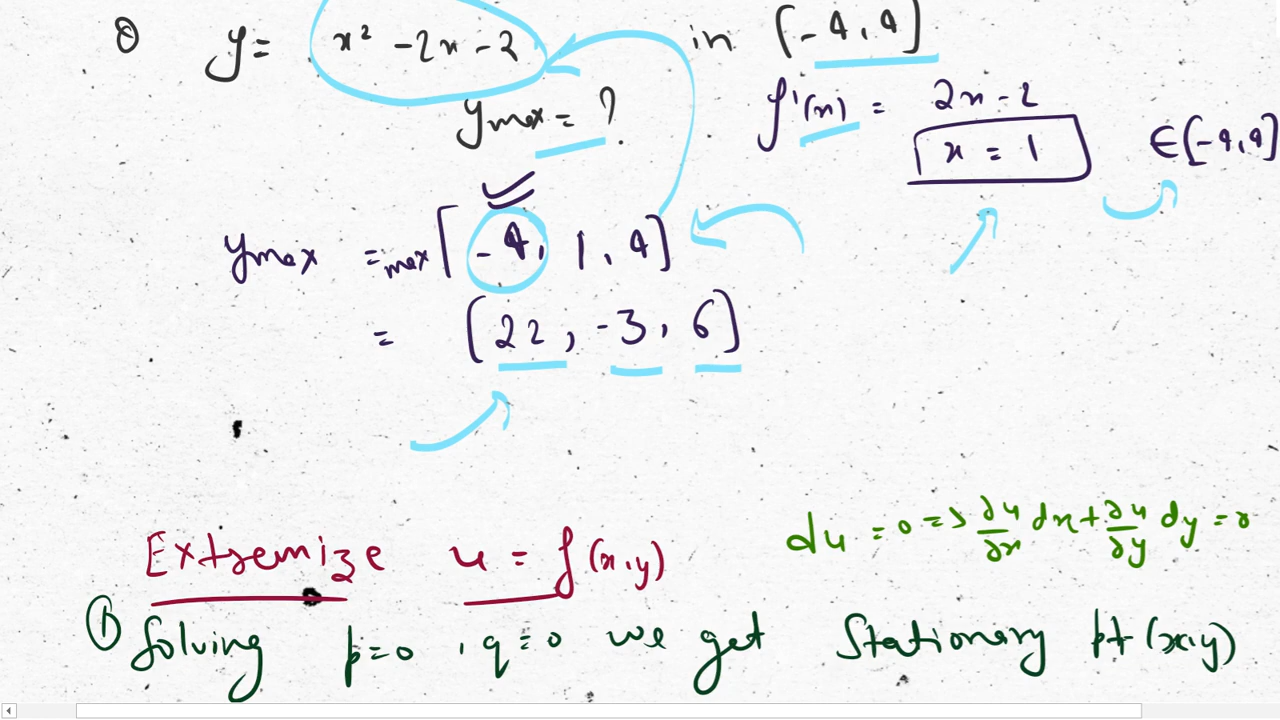 y = x² - 2x - 2 in [-4, 4]
y max = ?
f'(x) = 2x - 2
x = 1 ∈ [-4, 4]
y max = max [-4, 1, 4]
= [22, -3, 6]
du = 0 => ∂u/∂x dx + ∂u/∂y dy = 0
Extremize u = f(x,y)
① Solving p=0, q=0 we get Stationary pt (x,y)